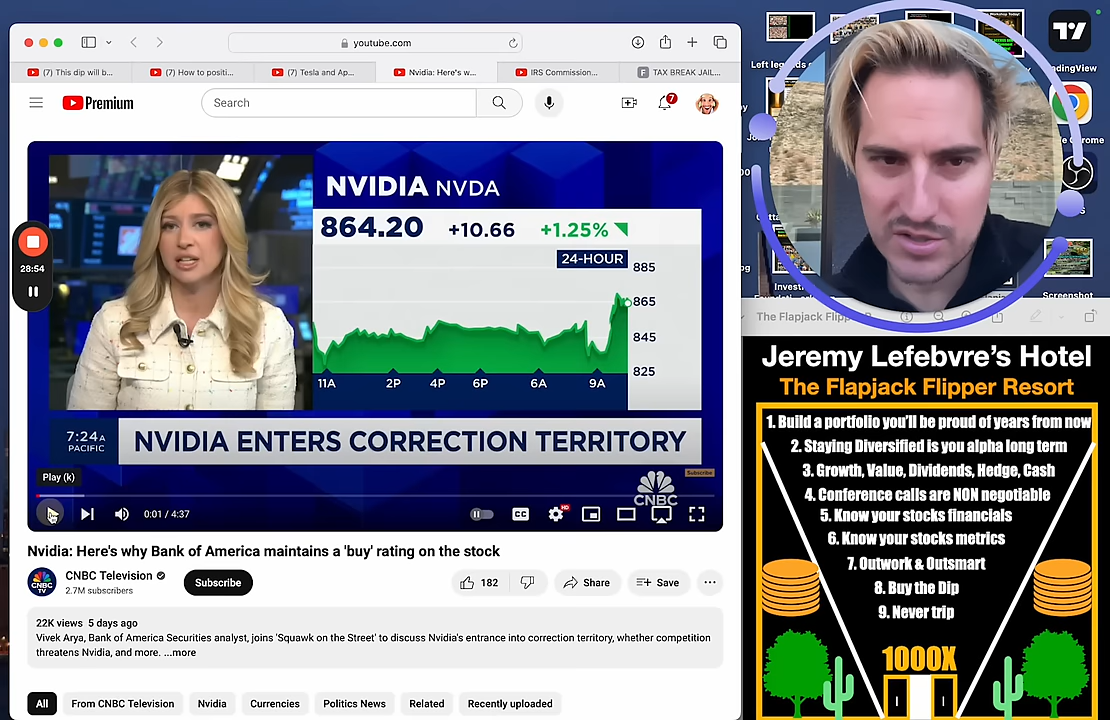 youtube.com
(7) This dip will b...
(7) How to positi...
(7) Tesla and Ap...
Nvidia: Here's w...
IRS Commission...
TAX BREAK JAIL...
Premium
Search
7
NVIDIA NVDA
864.20 +10.66 +1.25%
24-HOUR
885
865
845
825
11A 2P 4P 6P 6A 9A
28:54
7:24A
PACIFIC
NVIDIA ENTERS CORRECTION TERRITORY
Play (k)
Subscribe
CNBC
0:01 / 4:37
CC
HD
Nvidia: Here's why Bank of America maintains a 'buy' rating on the stock
CNBC Television
2.7M subscribers
Subscribe
182
Share
Save
22K views 5 days ago
Vivek Arya, Bank of America Securities analyst, joins 'Squawk on the Street' to discuss Nvidia's entrance into correction territory, whether competition
threatens Nvidia, and more. ...more
All
From CNBC Television
Nvidia
Currencies
Politics News
Related
Recently uploaded
Left legends
Screenshot
The Flapjack Flipp
Jeremy Lefebvre's Hotel
The Flapjack Flipper Resort
1. Build a portfolio you'll be proud of years from now
2. Staying Diversified is you alpha long term
3. Growth, Value, Dividends, Hedge, Cash
4. Conference calls are NON negotiable
5. Know your stocks financials
6. Know your stocks metrics
7. Outwork & Outsmart
8. Buy the Dip
9. Never trip
1000X